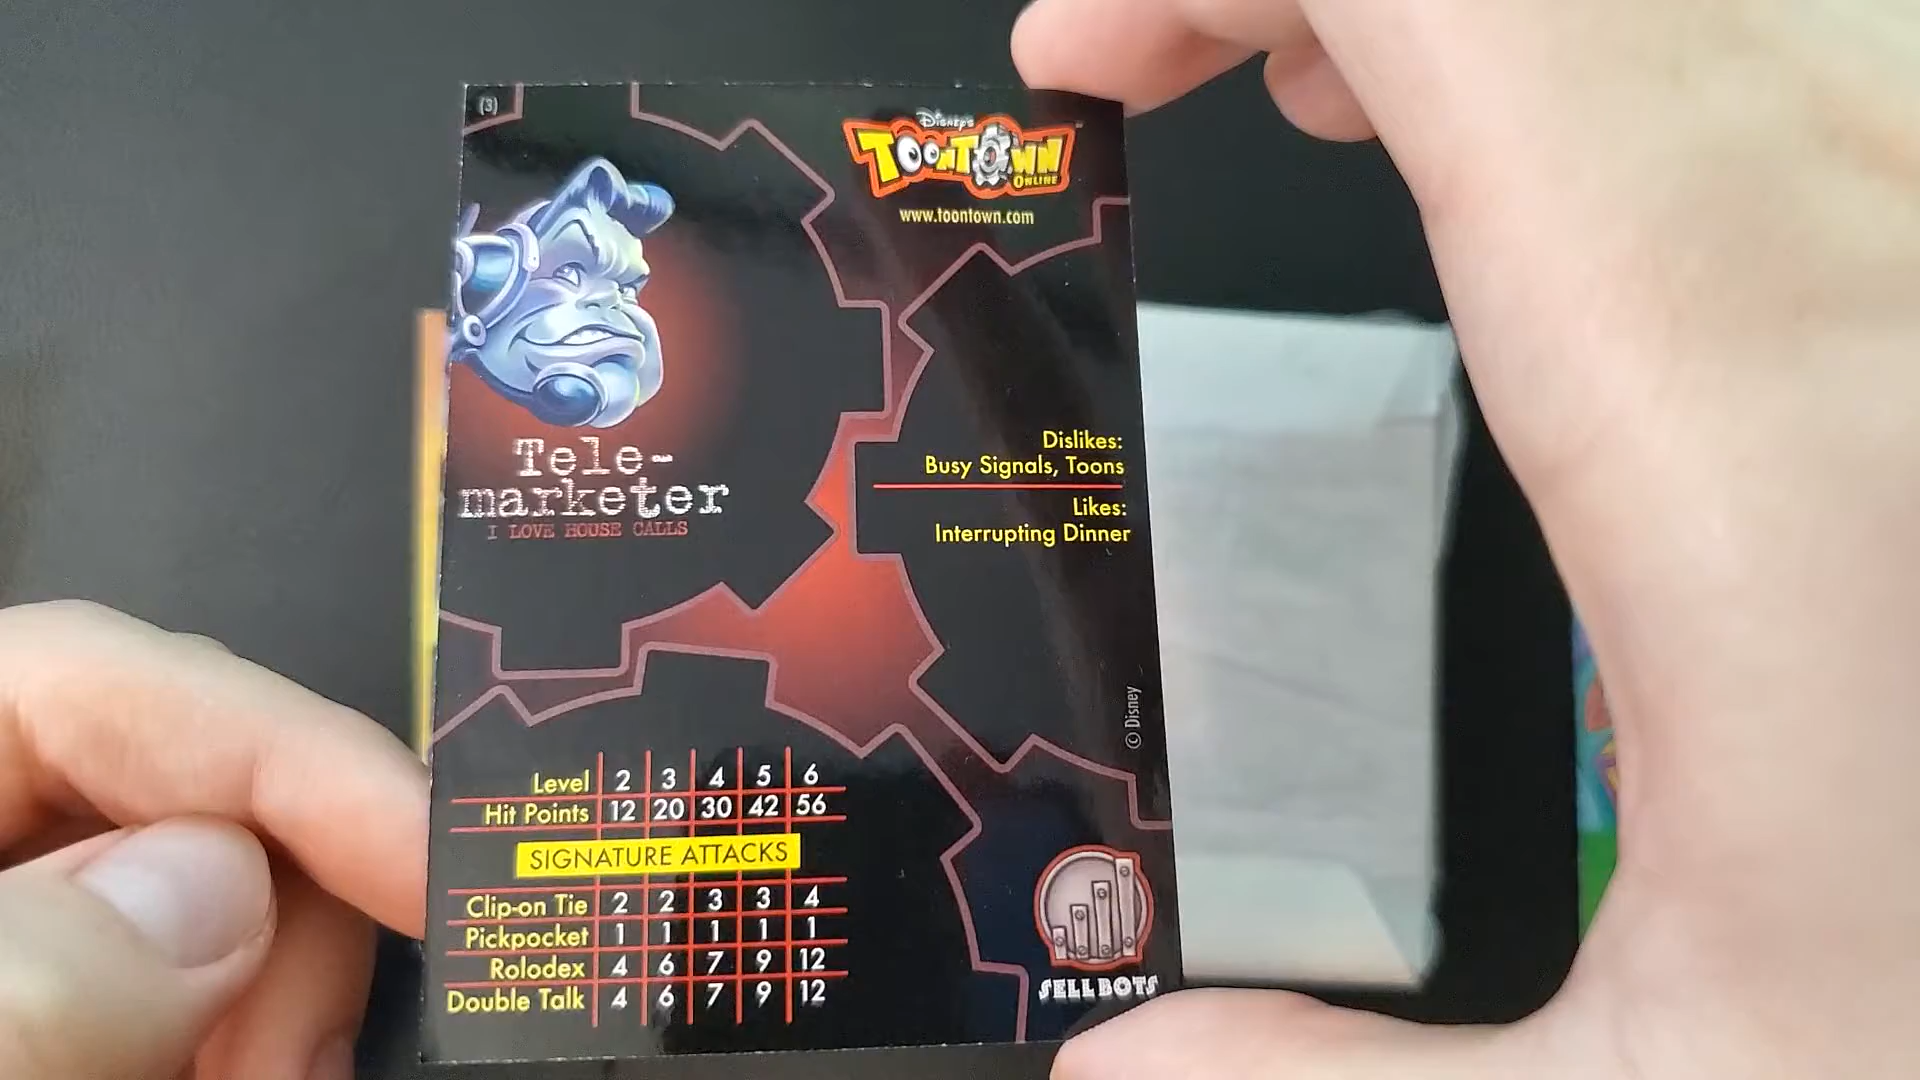 (3)
Disney's
TOONTOWN
ONLINE
www.toontown.com
Tele-
marketer
I LOVE HOUSE CALLS
Dislikes:
Busy Signals, Toons
Likes:
Interrupting Dinner
© Disney
Level 2 3 4 5 6
Hit Points 12 20 30 42 56
SIGNATURE ATTACKS
Clip-on Tie 2 2 3 3 4
Pickpocket 1 1 1 1 1
Rolodex 4 6 7 9 12
Double Talk 4 6 7 9 12
SELLBOTS